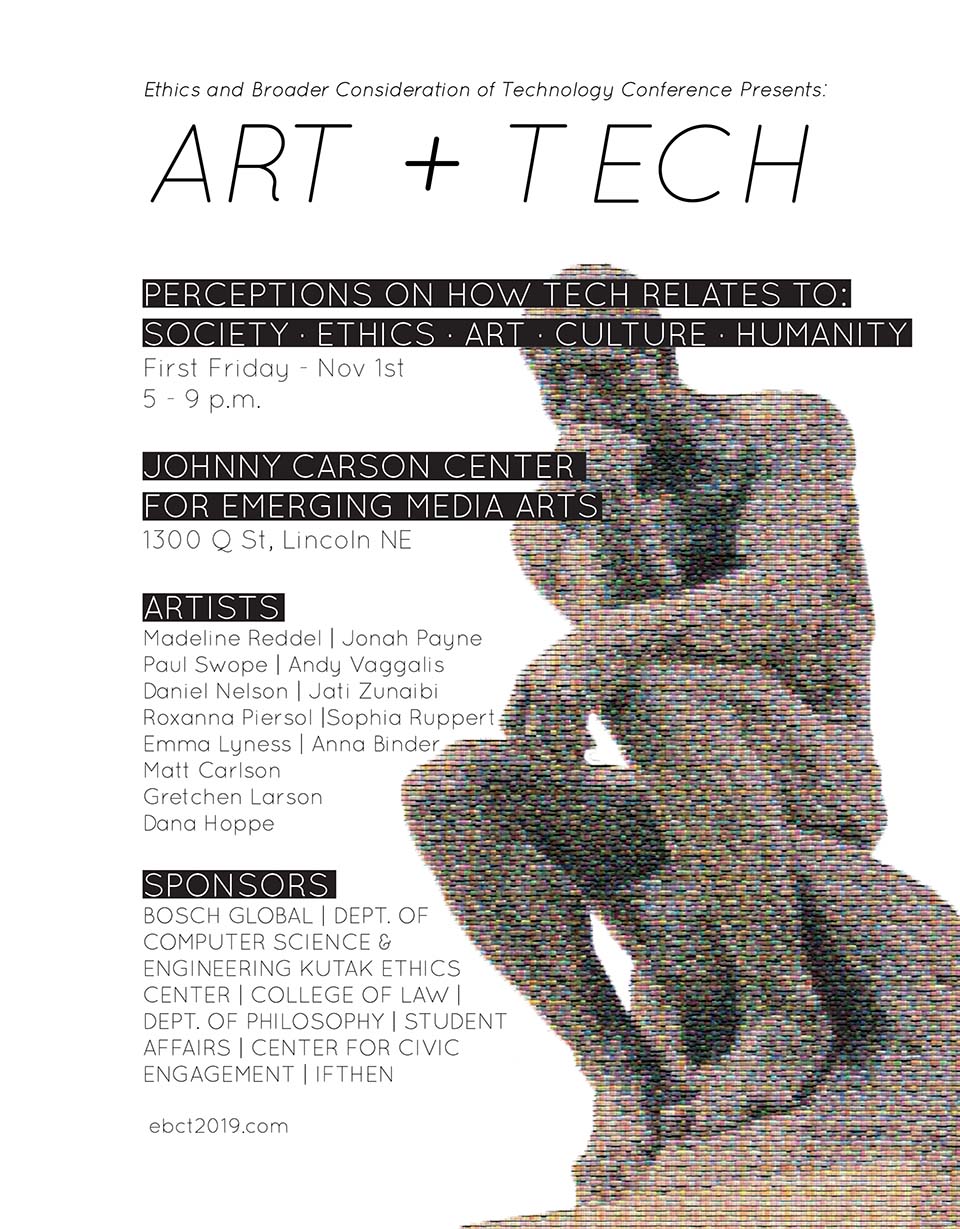 Ethics and Broader Consideration of Technology Conference Presents:
ART + TECH
PERCEPTIONS ON HOW TECH RELATES TO:
SOCIETY · ETHICS · ART · CULTURE · HUMANITY
First Friday - Nov 1st
5 - 9 p.m.
JOHNNY CARSON CENTER
FOR EMERGING MEDIA ARTS
1300 Q St, Lincoln NE
ARTISTS
Madeline Reddel | Jonah Payne
Paul Swope | Andy Vaggalis
Daniel Nelson | Jati Zunaibi
Roxanna Piersol |Sophia Ruppert
Emma Lyness | Anna Binder
Matt Carlson
Gretchen Larson
Dana Hoppe
SPONSORS
BOSCH GLOBAL | DEPT. OF
COMPUTER SCIENCE &
ENGINEERING KUTAK ETHICS
CENTER | COLLEGE OF LAW |
DEPT. OF PHILOSOPHY | STUDENT
AFFAIRS | CENTER FOR CIVIC
ENGAGEMENT | IFTHEN
ebct2019.com